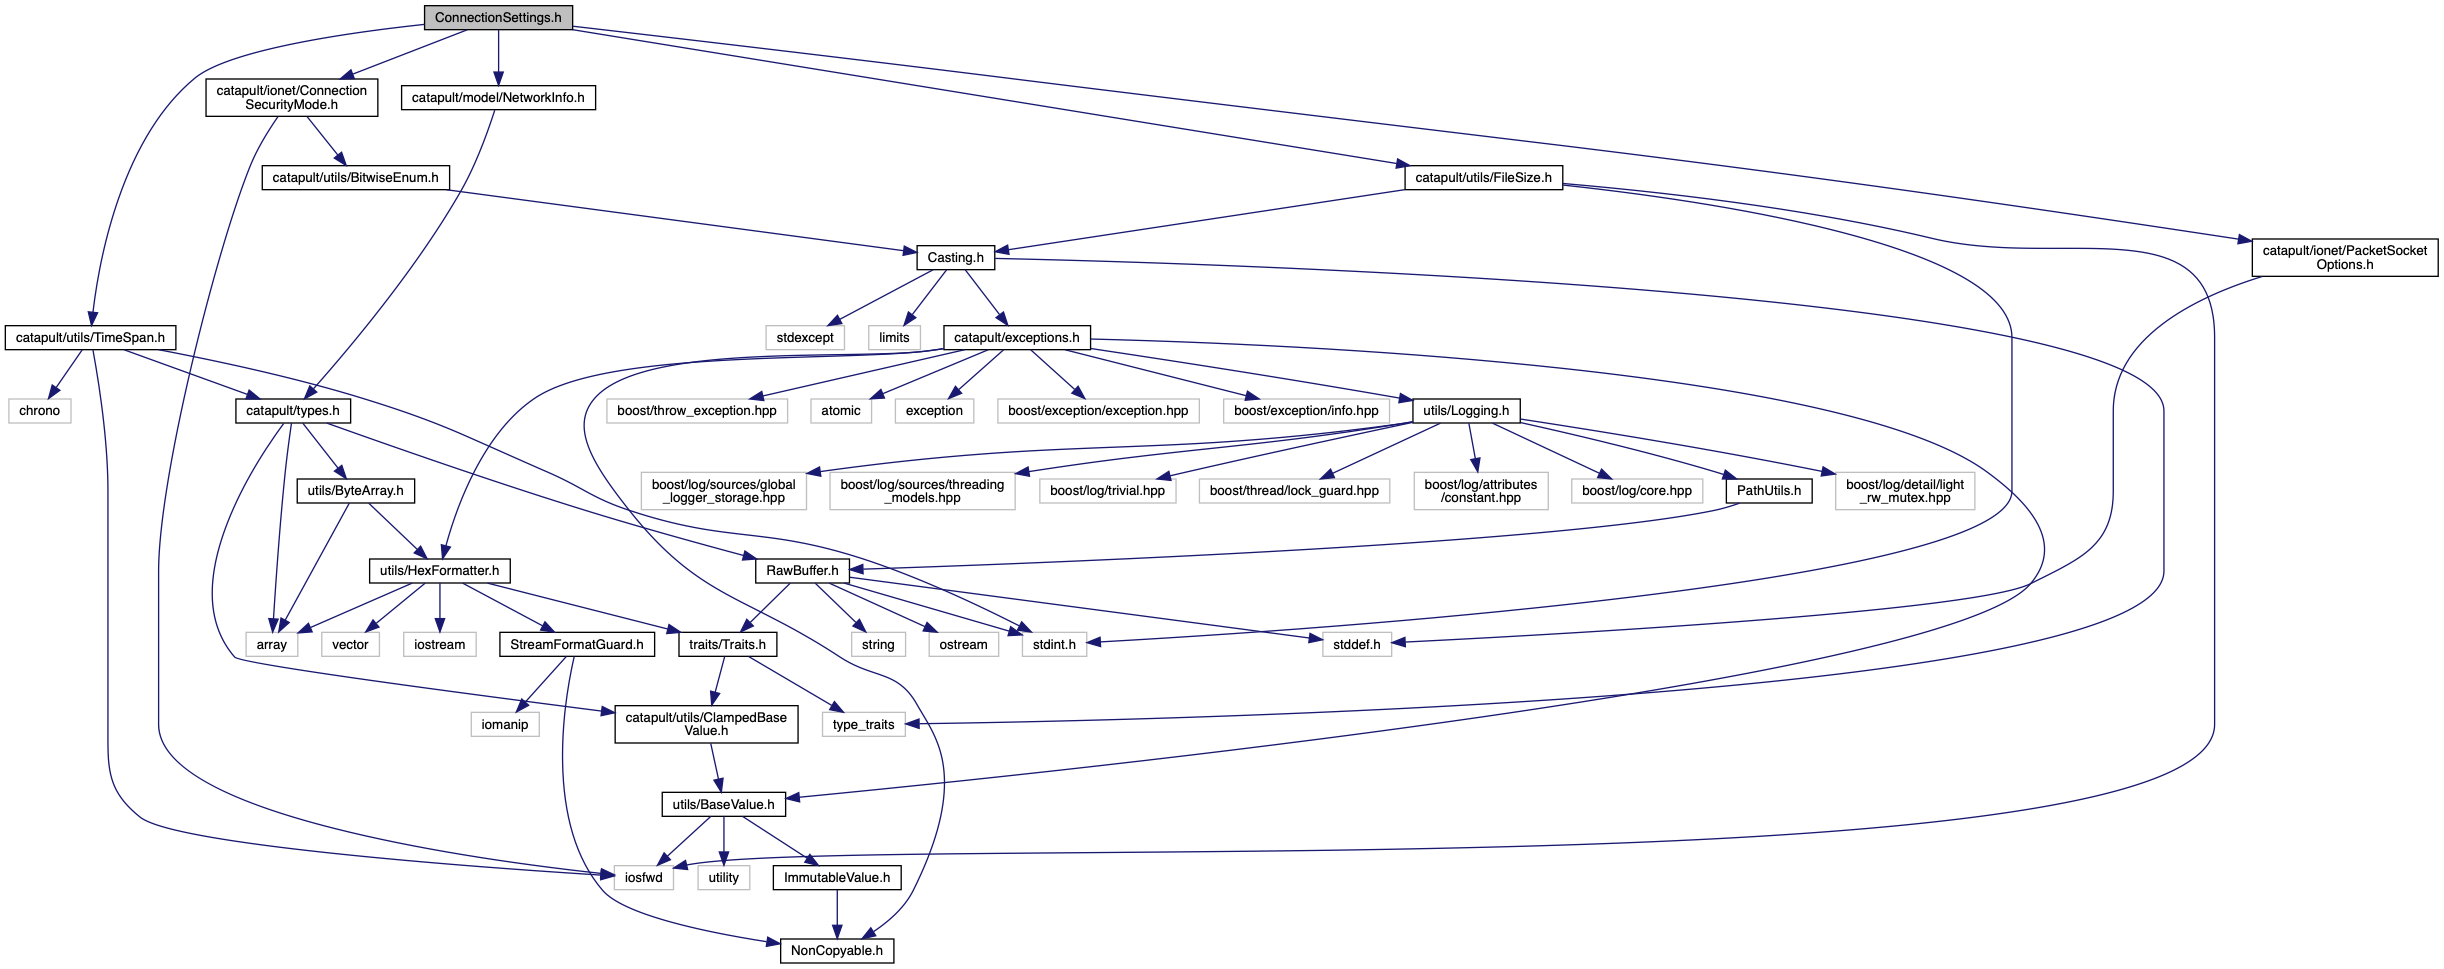 ConnectionSettings.h
catapult/ionet/Connection
SecurityMode.h
catapult/model/NetworkInfo.h
catapult/utils/BitwiseEnum.h
catapult/utils/FileSize.h
Casting.h
catapult/ionet/PacketSocket
Options.h
catapult/utils/TimeSpan.h
stdexcept
limits
catapult/exceptions.h
chrono
catapult/types.h
boost/throw_exception.hpp
atomic
exception
boost/exception/exception.hpp
boost/exception/info.hpp
utils/Logging.h
utils/ByteArray.h
boost/log/sources/global
_logger_storage.hpp
boost/log/sources/threading
_models.hpp
boost/log/trivial.hpp
boost/thread/lock_guard.hpp
boost/log/attributes
/constant.hpp
boost/log/core.hpp
PathUtils.h
boost/log/detail/light
_rw_mutex.hpp
utils/HexFormatter.h
RawBuffer.h
array
vector
iostream
StreamFormatGuard.h
traits/Traits.h
string
ostream
stdint.h
stddef.h
iomanip
catapult/utils/ClampedBase
Value.h
type_traits
utils/BaseValue.h
iosfwd
utility
ImmutableValue.h
NonCopyable.h